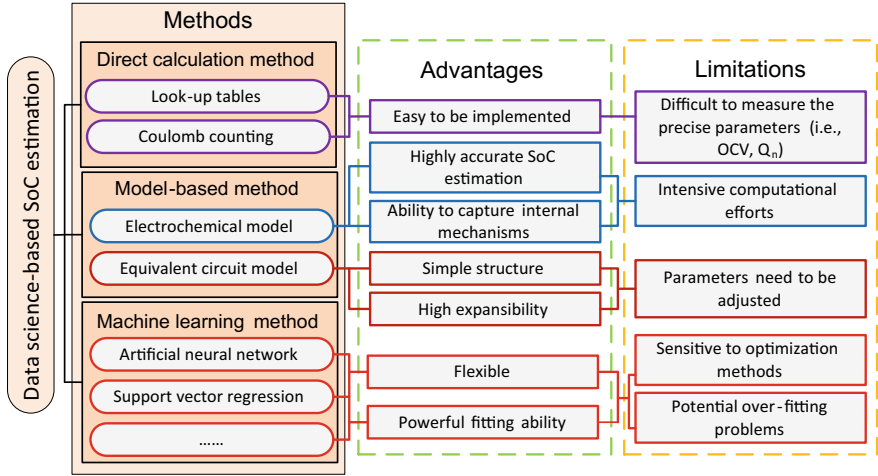 Data science-based SoC estimation
Methods
Direct calculation method
Look-up tables
Coulomb counting
Model-based method
Electrochemical model
Equivalent circuit model
Machine learning method
Artificial neural network
Support vector regression
......
Advantages
Easy to be implemented
Highly accurate SoC
estimation
Ability to capture internal
mechanisms
Simple structure
High expansibility
Flexible
Powerful fitting ability
Limitations
Difficult to measure the
precise parameters (i.e.,
OCV, Qn)
Intensive computational
efforts
Parameters need to be
adjusted
Sensitive to optimization
methods
Potential over-fitting
problems